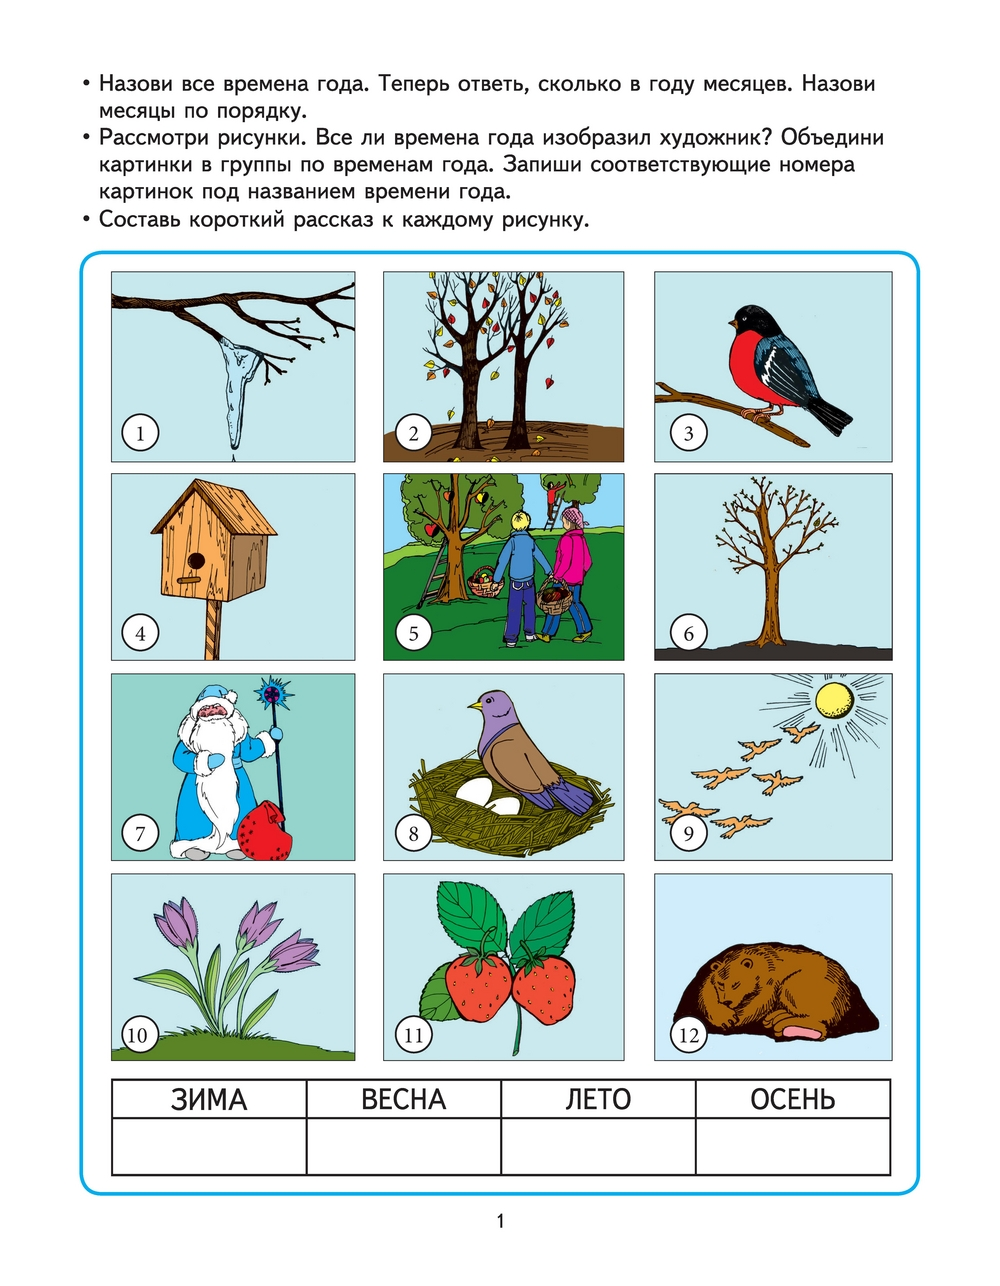 • Назови все времена года. Теперь ответь, сколько в году месяцев. Назови
месяцы по порядку.
• Рассмотри рисунки. Все ли времена года изобразил художник? Объедини
картинки в группы по временам года. Запиши соответствующие номера
картинок под названием времени года.
• Составь короткий рассказ к каждому рисунку.
1
2
3
4
5
6
7
8
9
10
11
12
ЗИМА ВЕСНА ЛЕТО ОСЕНЬ
1